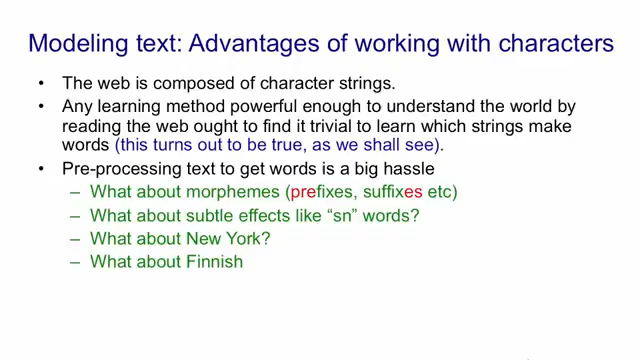 Modeling text: Advantages of working with characters
• The web is composed of character strings.
• Any learning method powerful enough to understand the world by
reading the web ought to find it trivial to learn which strings make
words (this turns out to be true, as we shall see).
• Pre-processing text to get words is a big hassle
– What about morphemes (prefixes, suffixes etc)
– What about subtle effects like “sn” words?
– What about New York?
– What about Finnish